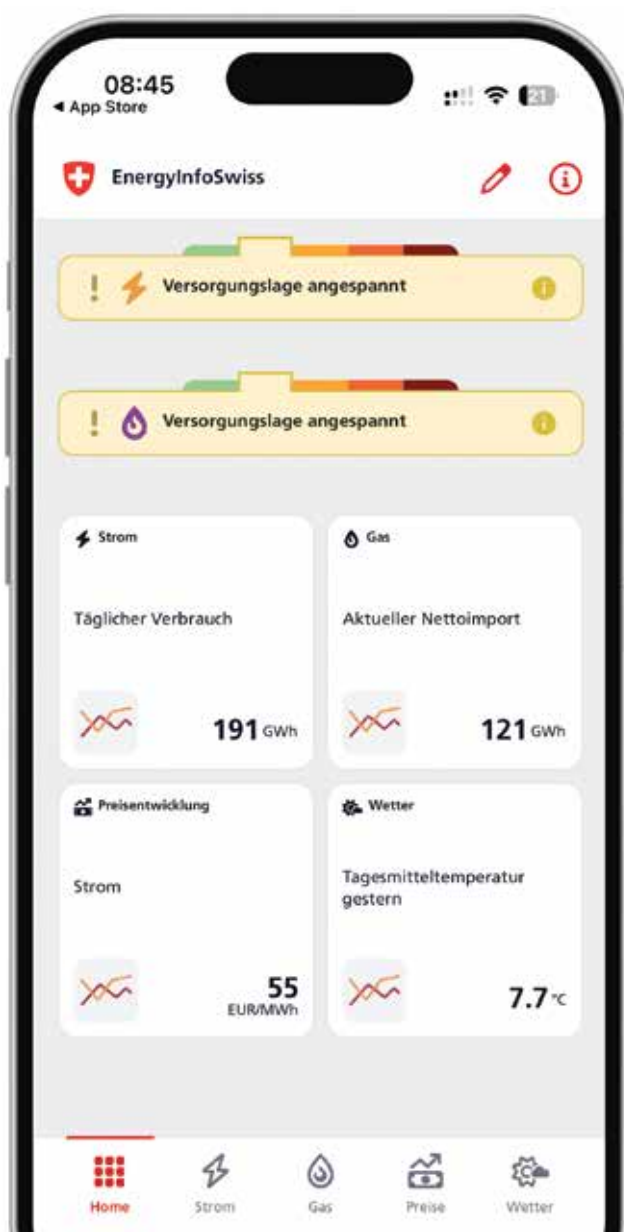 08:45
◀ App Store
21
EnergyInfoSwiss
Versorgungslage angespannt
Versorgungslage angespannt
Strom
Täglicher Verbrauch
191 GWh
Gas
Aktueller Nettoimport
121 GWh
Preisentwicklung
Strom
55
EUR/MWh
Wetter
Tagesmitteltemperatur
gestern
7.7 °C
Home
Strom
Gas
Preise
Wetter